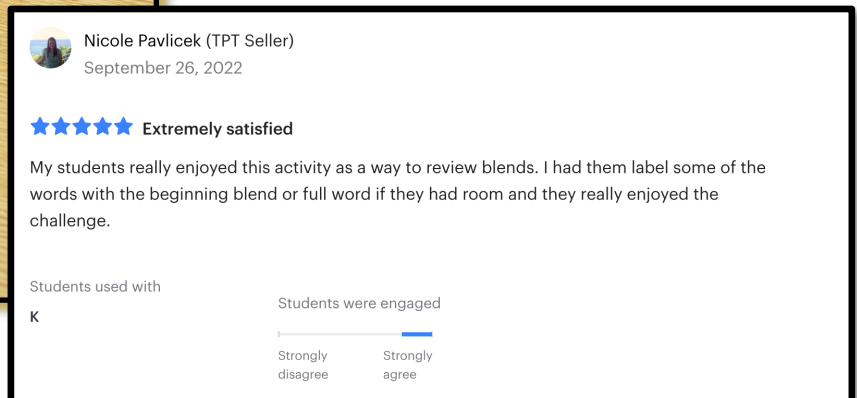 Nicole Pavlicek (TPT Seller)
September 26, 2022
Extremely satisfied
My students really enjoyed this activity as a way to review blends. I had them label some of the
words with the beginning blend or full word if they had room and they really enjoyed the
challenge.
Students used with
K
Students were engaged
Strongly disagree
Strongly agree